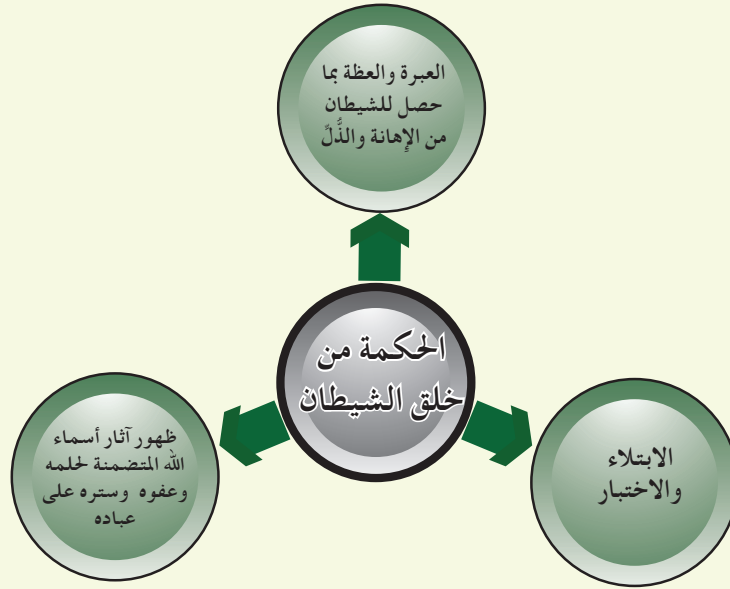 العبرة والعظة بما
حصل للشيطان
من الإهانة والذُّلِّ
الحكمة من
خلق الشيطان
الابتلاء
والاختبار
ظهور آثار أسماء
الله المتضمنة لحلمه
وعفوه وستره على
عباده